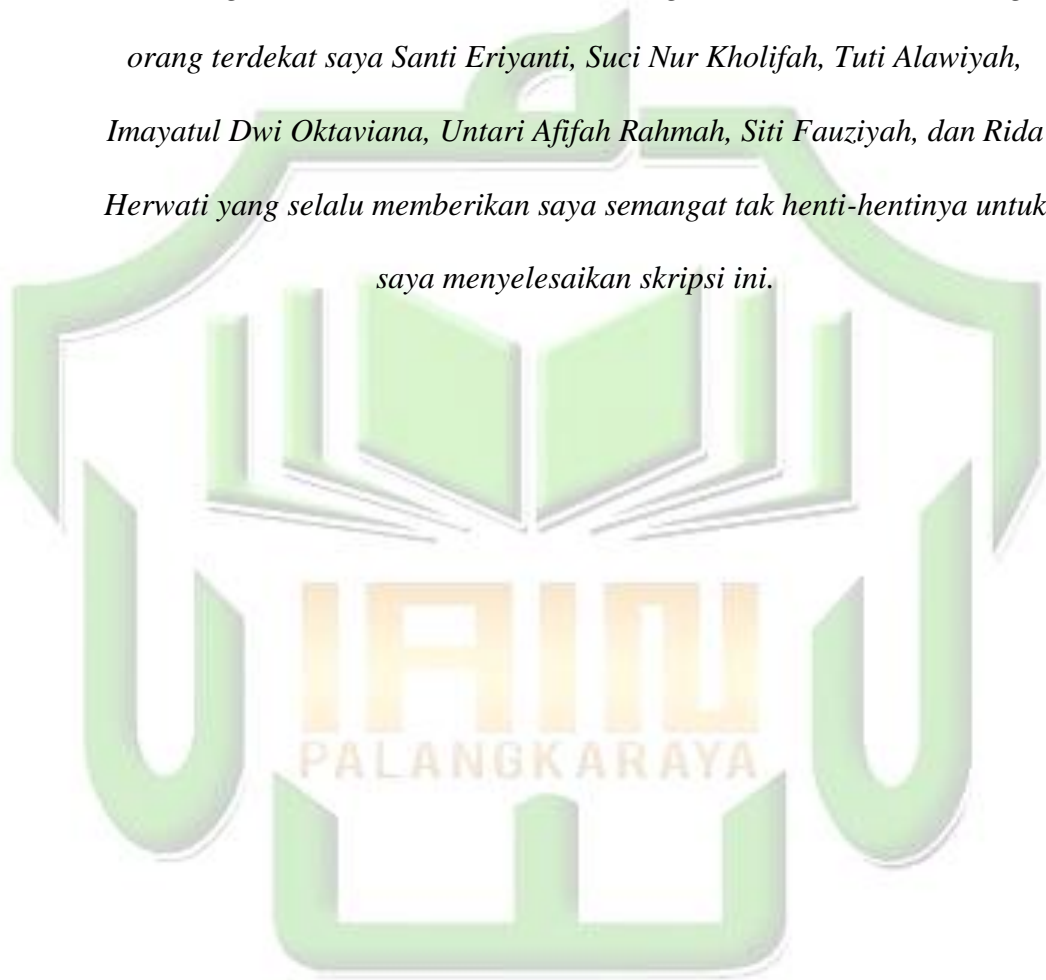 orang terdekat saya Santi Eriyanti, Suci Nur Kholifah, Tuti Alawiyah,
Imayatul Dwi Oktaviana, Untari Afifah Rahmah, Siti Fauziyah, dan Rida
Herwati yang selalu memberikan saya semangat tak henti-hentinya untuk
saya menyelesaikan skripsi ini.
IAIN
PALANGKARAYA